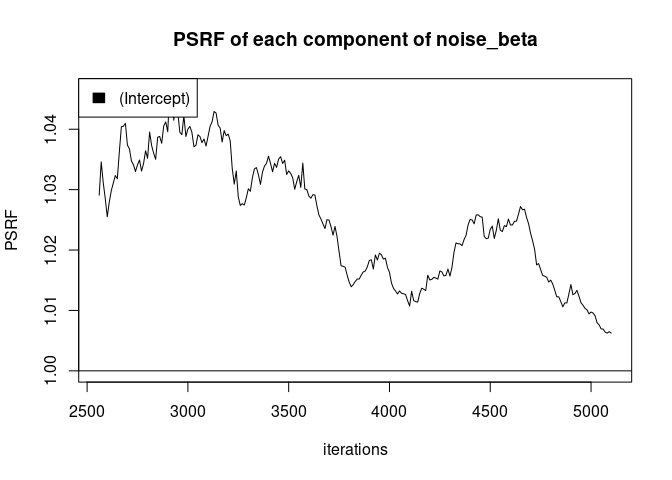 PSRF of each component of noise_beta
(Intercept)
PSRF
1.04
1.03
1.02
1.01
1.00
2500 3000 3500 4000 4500 5000
iterations